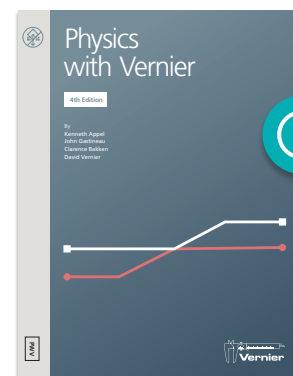 Physics
with Vernier
4th Edition
By
Kenneth Appel
John Gastineau
Clarence Bakken
David Vernier
PWV
Vernier